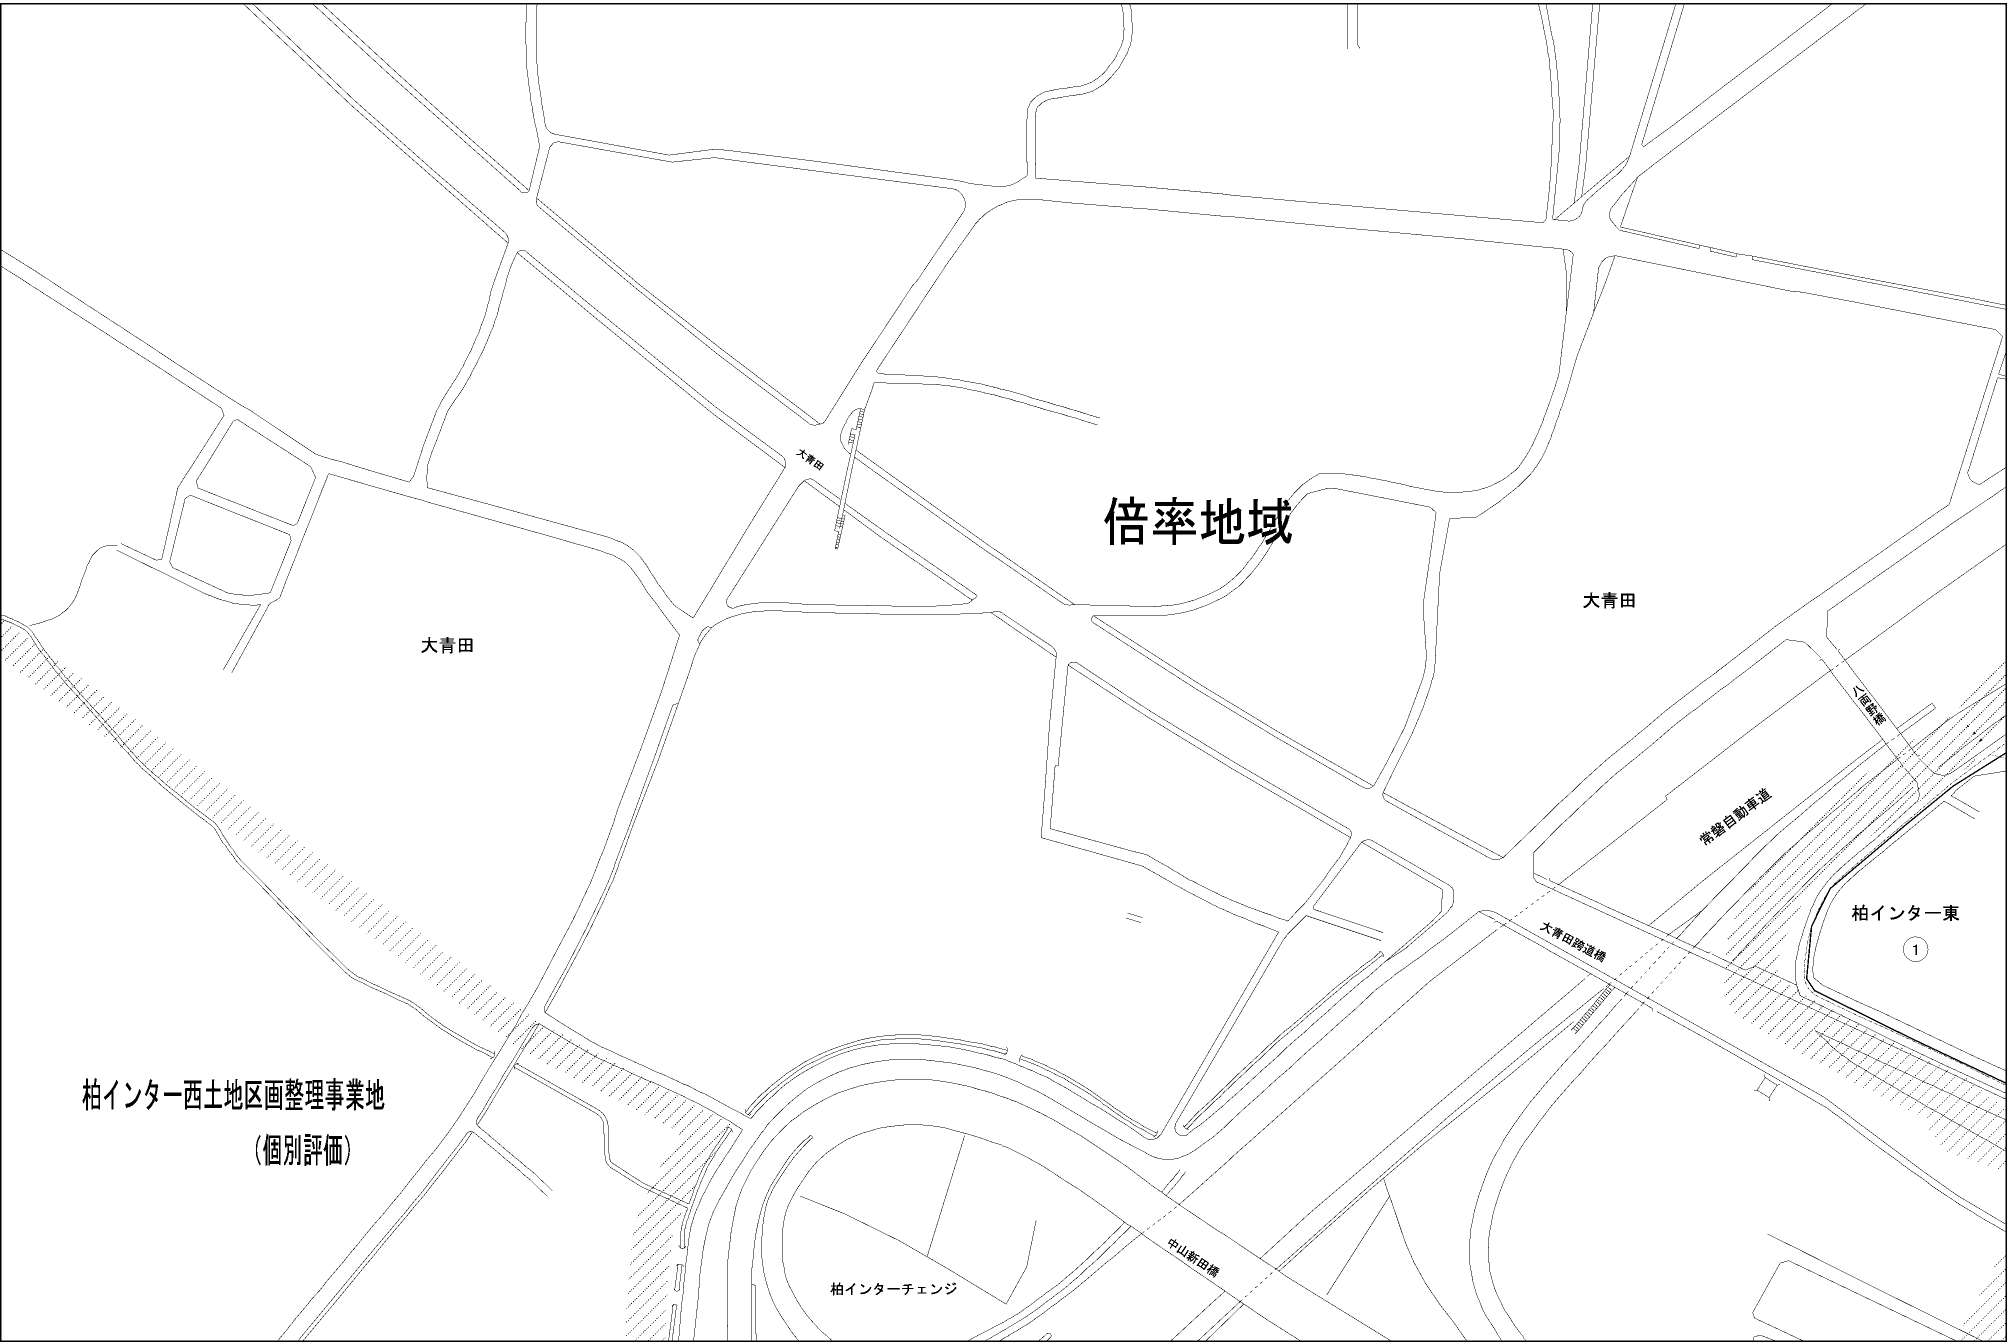 大青田
倍率地域
大青田
大青田
八両野橋
常磐自動車道
柏インター東
1
大青田跨道橋
柏インター西土地区画整理事業地
（個別評価）
中山新田橋
柏インターチェンジ